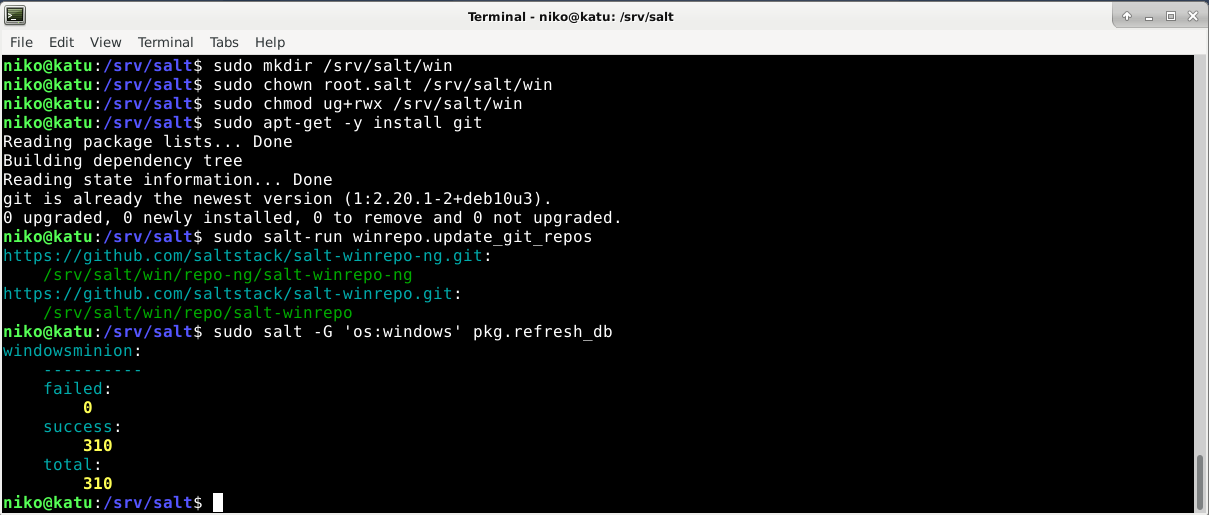 Terminal - niko@katu: /srv/salt
File Edit View Terminal Tabs Help
niko@katu:/srv/salt$ sudo mkdir /srv/salt/win
niko@katu:/srv/salt$ sudo chown root.salt /srv/salt/win
niko@katu:/srv/salt$ sudo chmod ug+rwx /srv/salt/win
niko@katu:/srv/salt$ sudo apt-get -y install git
Reading package lists... Done
Building dependency tree
Reading state information... Done
git is already the newest version (1:2.20.1-2+deb10u3).
0 upgraded, 0 newly installed, 0 to remove and 0 not upgraded.
niko@katu:/srv/salt$ sudo salt-run winrepo.update_git_repos
https://github.com/saltstack/salt-winrepo-ng.git:
    /srv/salt/win/repo-ng/salt-winrepo-ng
https://github.com/saltstack/salt-winrepo.git:
    /srv/salt/win/repo/salt-winrepo
niko@katu:/srv/salt$ sudo salt -G 'os:windows' pkg.refresh_db
windowsminion:
    ----------
    failed:
        0
    success:
        310
    total:
        310
niko@katu:/srv/salt$